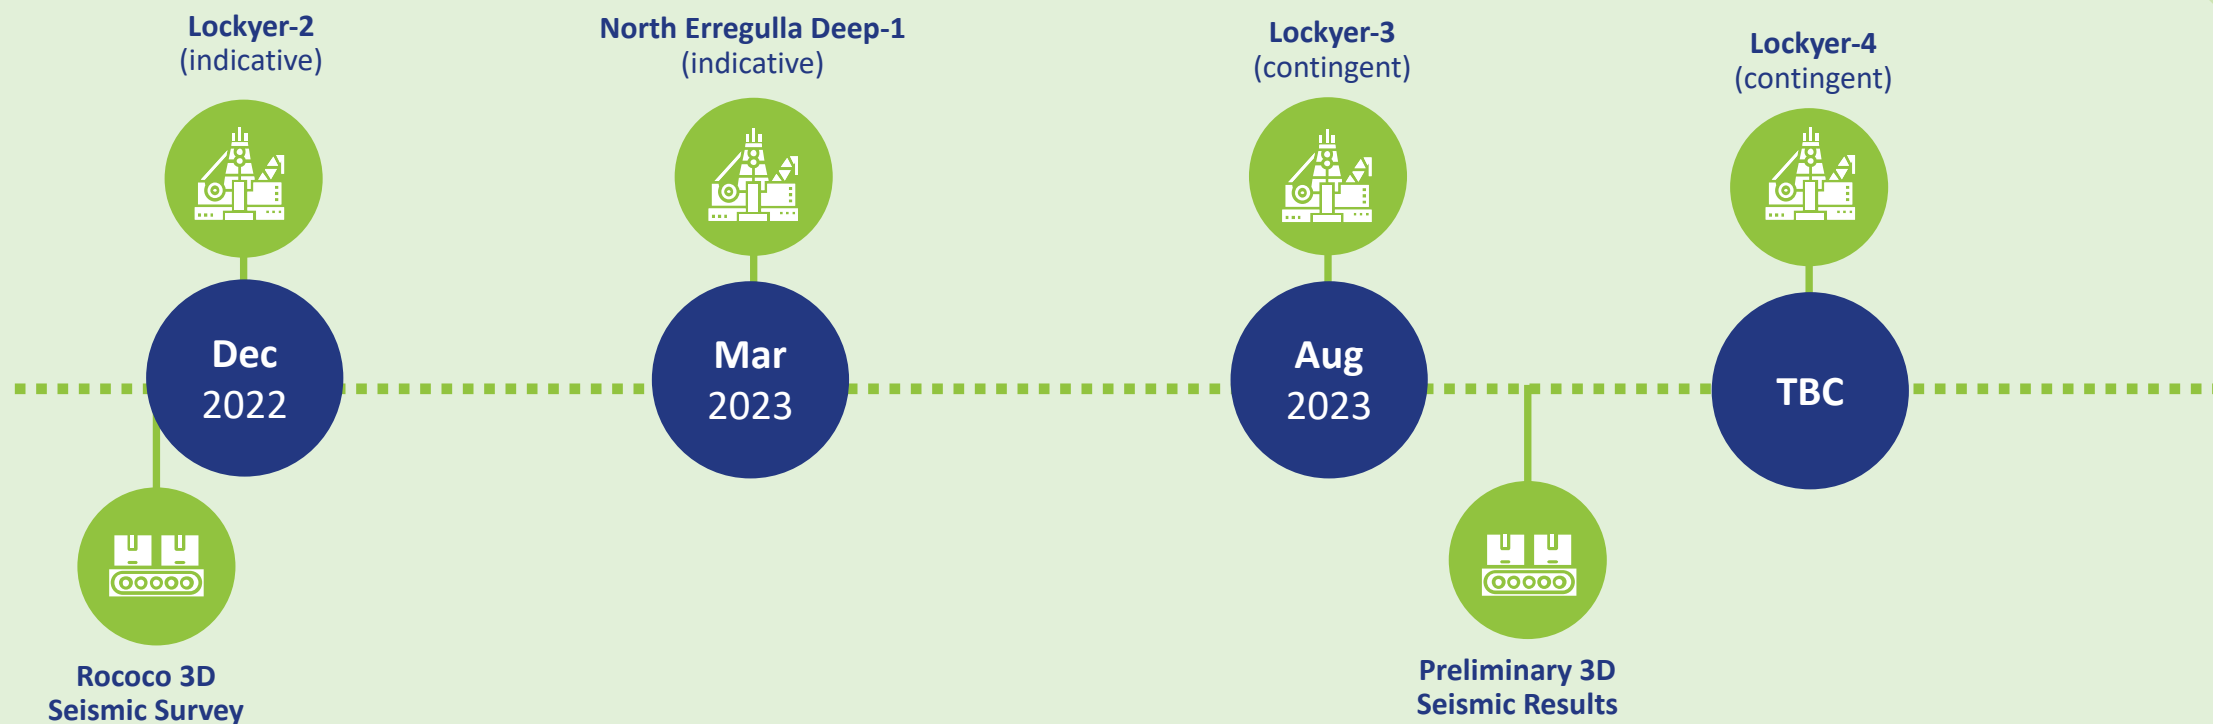 Lockyer-2
(indicative)
North Erregulla Deep-1
(indicative)
Lockyer-3
(contingent)
Lockyer-4
(contingent)
Dec
2022
Mar
2023
Aug
2023
TBC
Rococo 3D
Seismic Survey
Preliminary 3D
Seismic Results